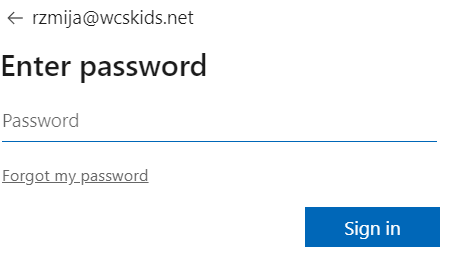 rzmija@wcskids.net
Enter password
Password
Forgot my password
Sign in